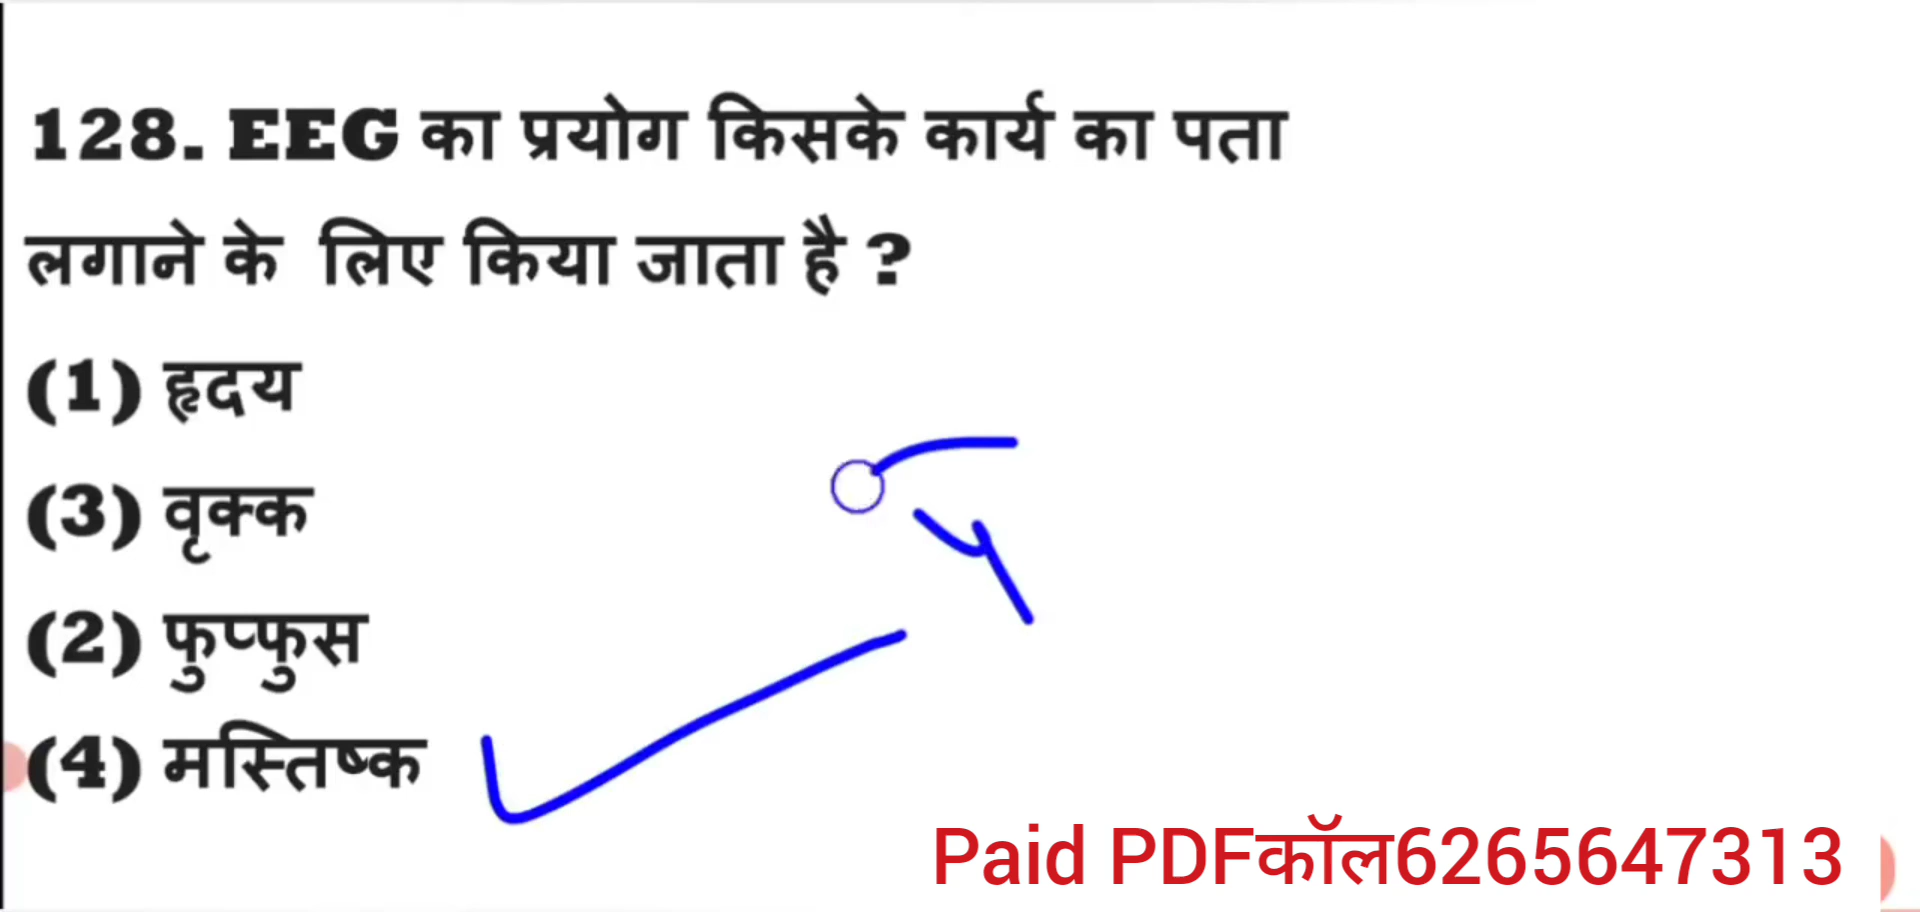 128. EEG का प्रयोग किसके कार्य का पता
लगाने के लिए किया जाता है ?
(1) हृदय
(3) वृक्क
(2) फुप्फुस
(4) मस्तिष्क
Paid PDFकॉल6265647313